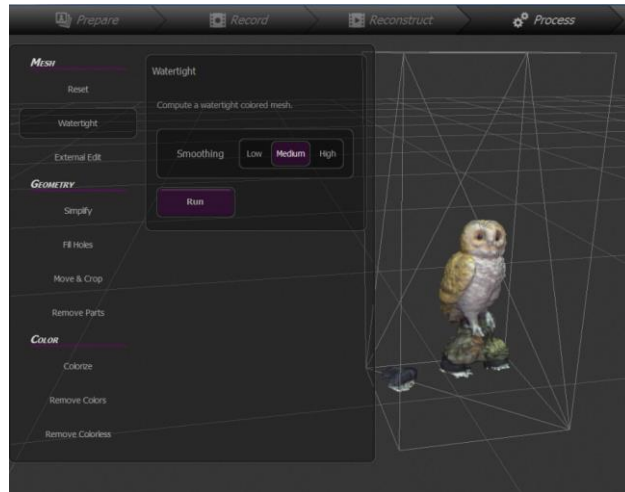 Prepare
Record
Reconstruct
Process
MESH
Reset
Watertight
External Edit
GEOMETRY
Simplify
Fill Holes
Move & Crop
Remove Parts
COLOR
Colorize
Remove Colors
Remove Colorless
Watertight
Compute a watertight colored mesh.
Smoothing Low Medium High
Run